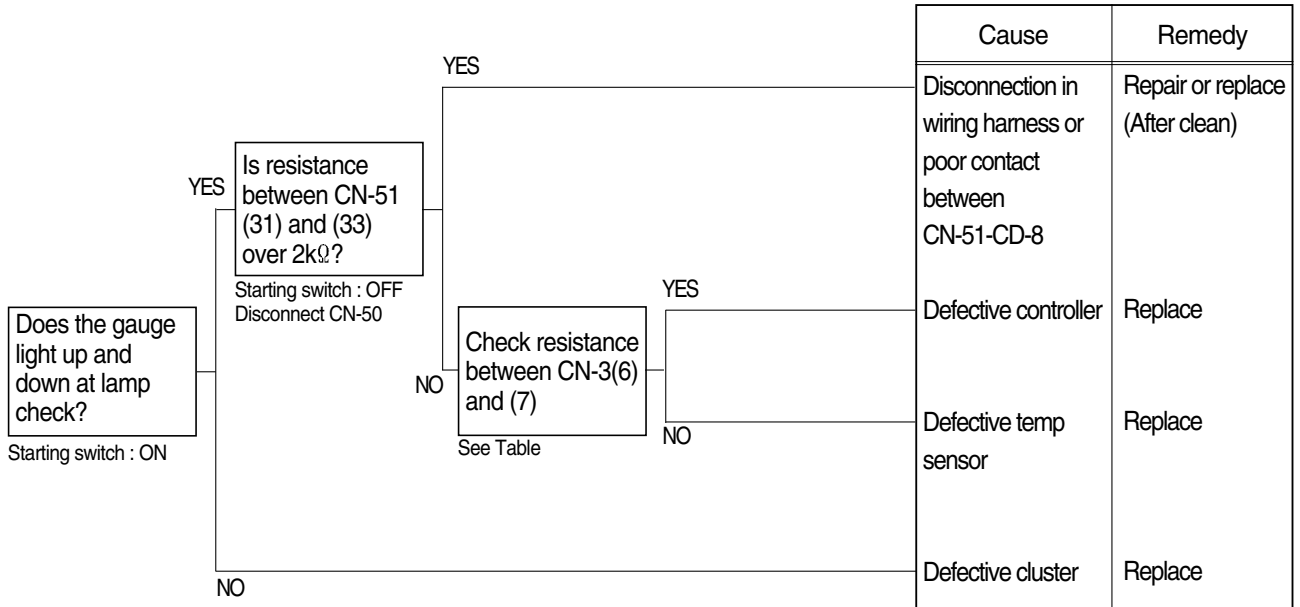 Does the gauge
light up and
down at lamp
check?
Starting switch : ON
YES
NO
Is resistance
between CN-51
(31) and (33)
over 2kΩ?
Starting switch : OFF
Disconnect CN-50
YES
NO
Check resistance
between CN-3(6)
and (7)
See Table
YES
NO
Cause
Remedy
Disconnection in
wiring harness or
poor contact
between
CN-51-CD-8
Repair or replace
(After clean)
Defective controller
Replace
Defective temp
sensor
Replace
Defective cluster
Replace